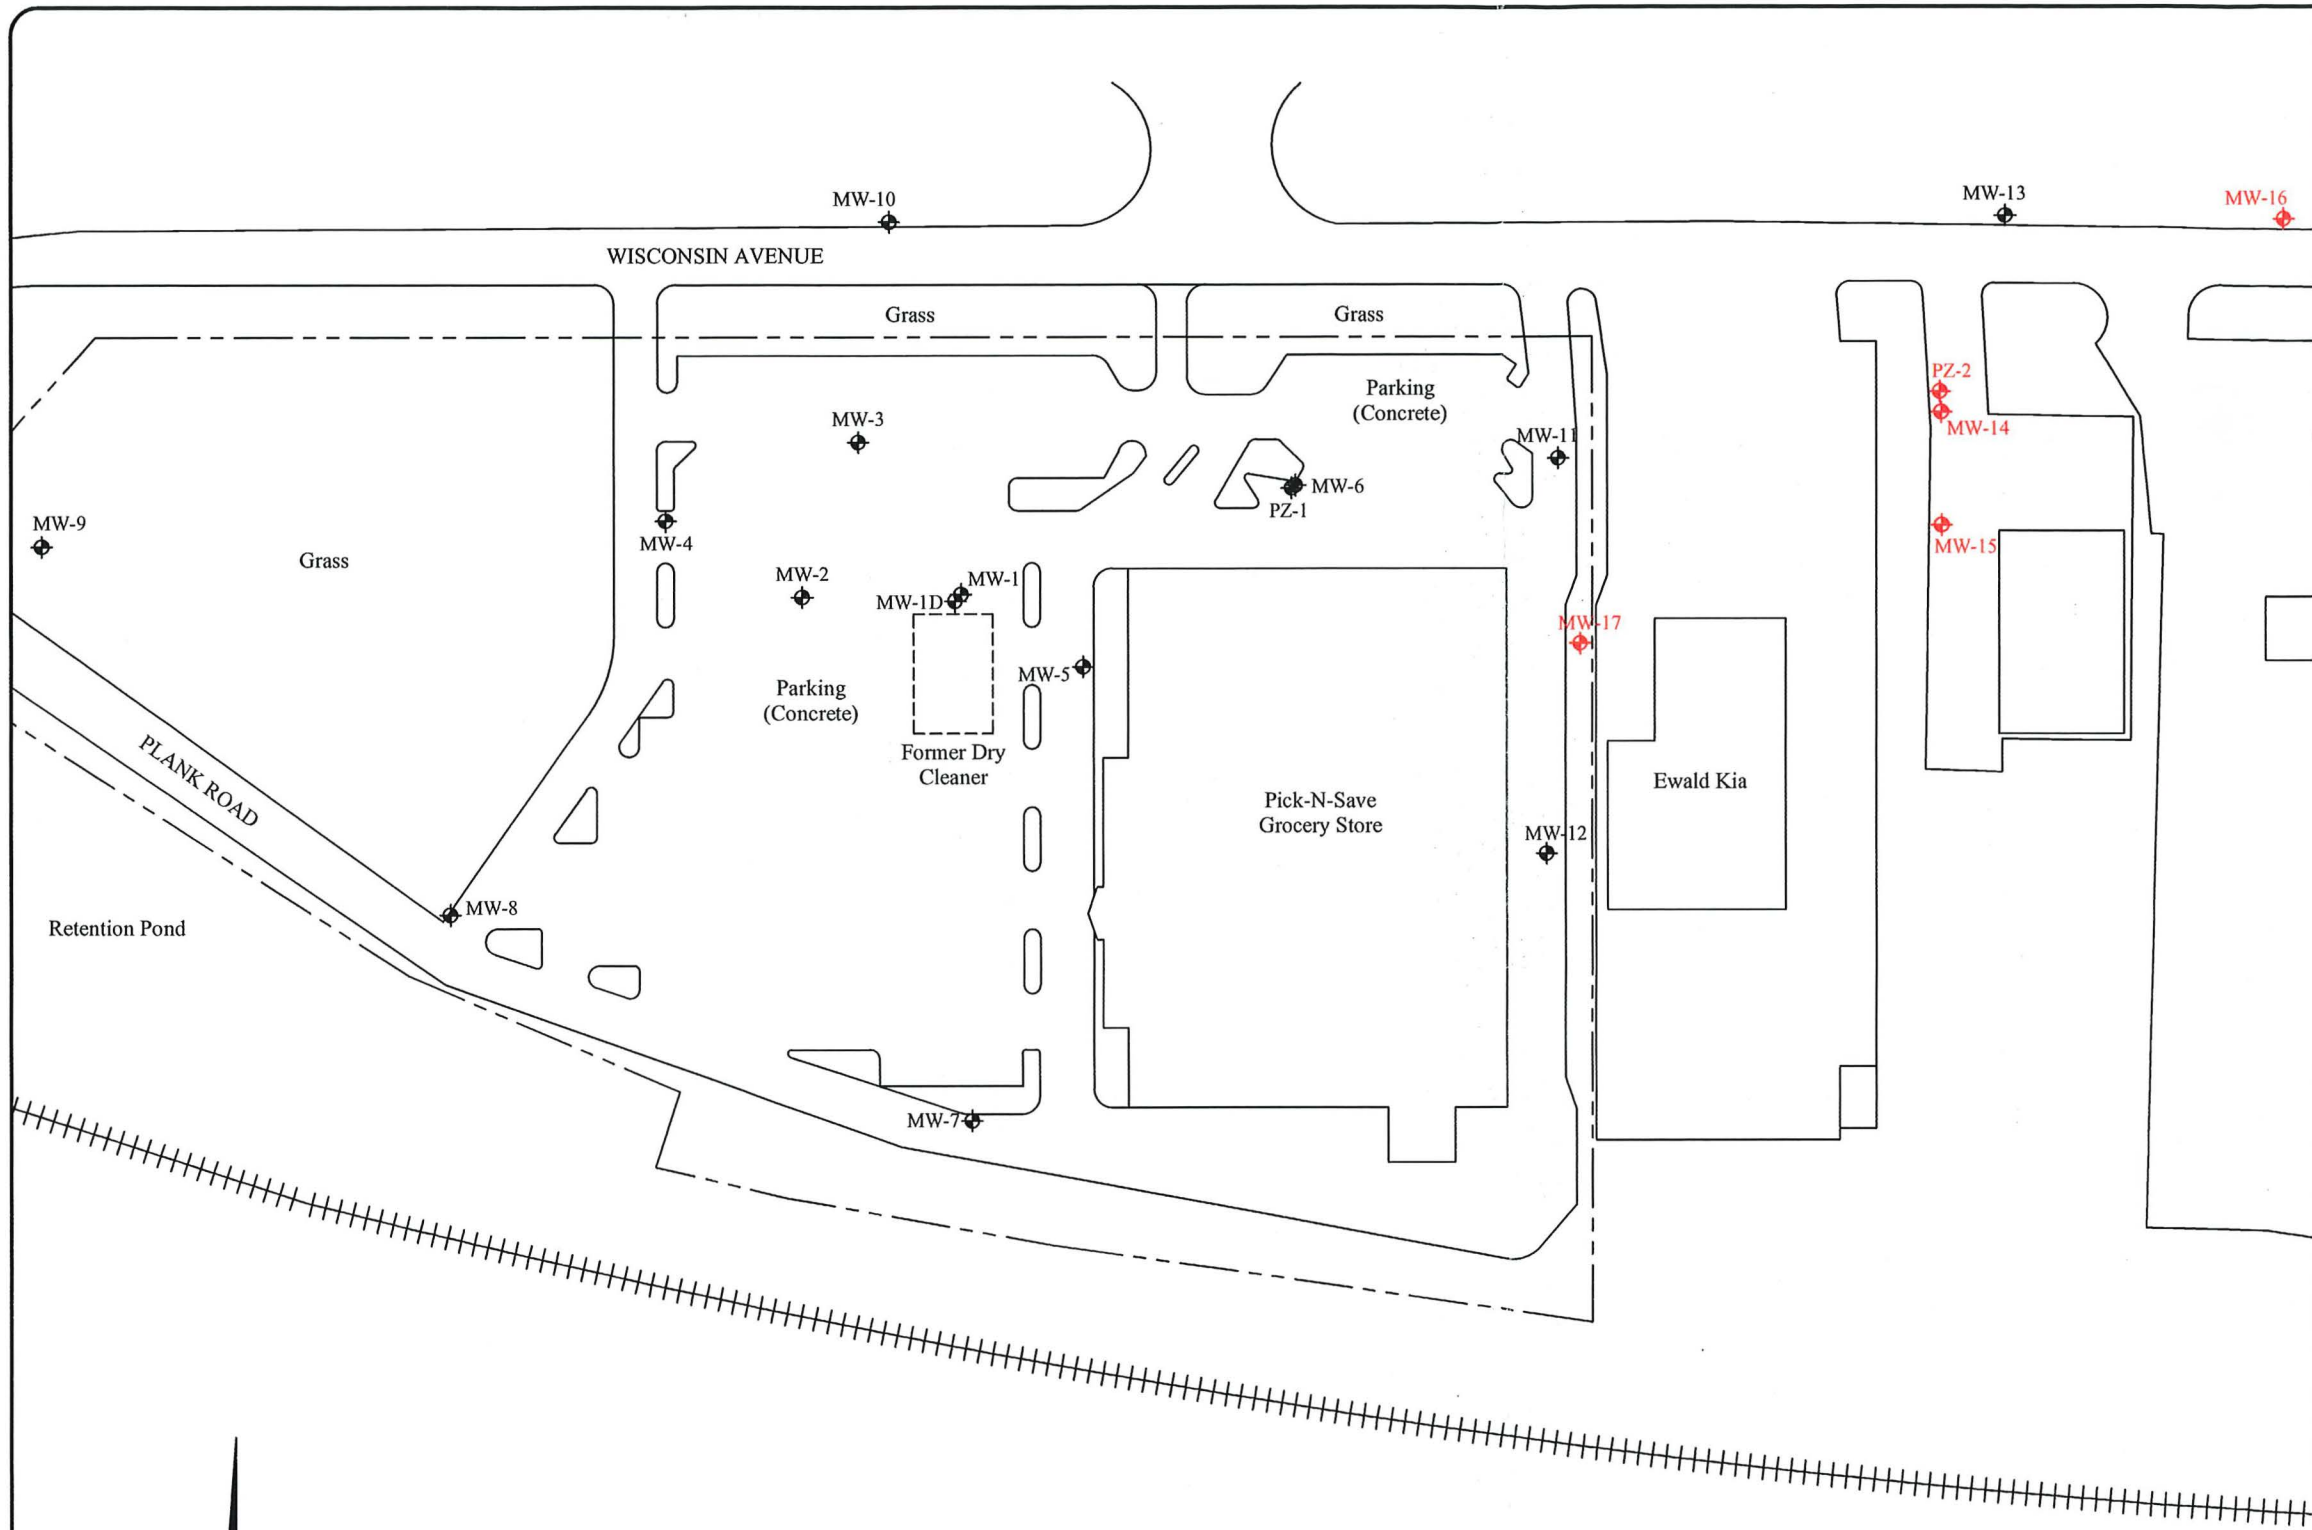 MW-10
MW-13
MW-16
WISCONSIN AVENUE
Grass
Grass
PZ-2
Parking
(Concrete)
MW-3
MW-14
MW-11
MW-6
PZ-1
MW-9
MW-4
MW-15
Grass
MW-2
MW-1
MW-1D
MW-17
MW-5
Parking
(Concrete)
PLANK ROAD
Former Dry
Cleaner
Ewald Kia
Pick-N-Save
Grocery Store
MW-12
MW-8
Retention Pond
MW-7